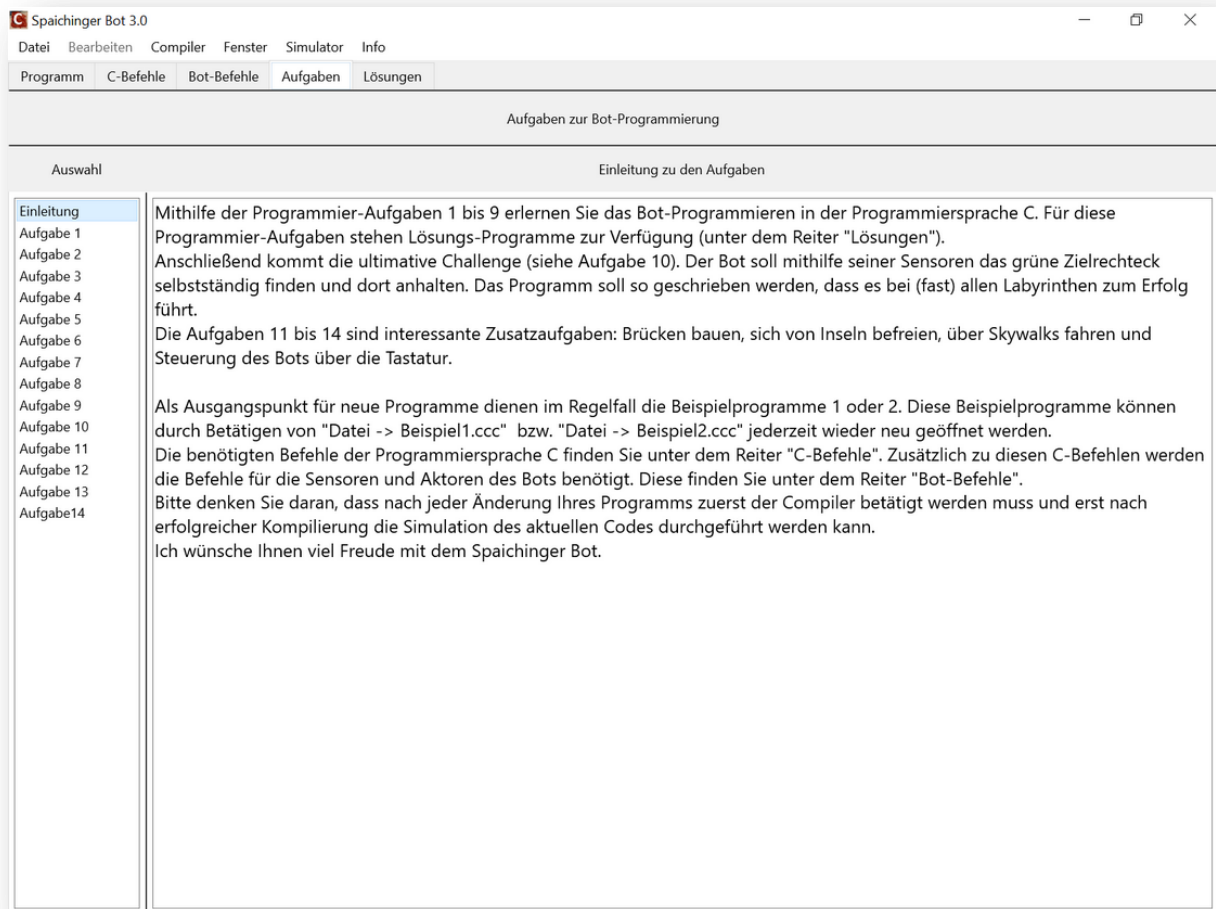 Spaichinger Bot 3.0
Datei Bearbeiten Compiler Fenster Simulator Info
Programm C-Befehle Bot-Befehle Aufgaben Lösungen
Aufgaben zur Bot-Programmierung
Auswahl Einleitung zu den Aufgaben
Einleitung
Aufgabe 1
Aufgabe 2
Aufgabe 3
Aufgabe 4
Aufgabe 5
Aufgabe 6
Aufgabe 7
Aufgabe 8
Aufgabe 9
Aufgabe 10
Aufgabe 11
Aufgabe 12
Aufgabe 13
Aufgabe14
Mithilfe der Programmier-Aufgaben 1 bis 9 erlernen Sie das Bot-Programmieren in der Programmiersprache C. Für diese
Programmier-Aufgaben stehen Lösungs-Programme zur Verfügung (unter dem Reiter "Lösungen").
Anschließend kommt die ultimative Challenge (siehe Aufgabe 10). Der Bot soll mithilfe seiner Sensoren das grüne Zielrechteck
selbstständig finden und dort anhalten. Das Programm soll so geschrieben werden, dass es bei (fast) allen Labyrinthen zum Erfolg
führt.
Die Aufgaben 11 bis 14 sind interessante Zusatzaufgaben: Brücken bauen, sich von Inseln befreien, über Skywalks fahren und
Steuerung des Bots über die Tastatur.
Als Ausgangspunkt für neue Programme dienen im Regelfall die Beispielprogramme 1 oder 2. Diese Beispielprogramme können
durch Betätigen von "Datei -> Beispiel1.ccc" bzw. "Datei -> Beispiel2.ccc" jederzeit wieder neu geöffnet werden.
Die benötigten Befehle der Programmiersprache C finden Sie unter dem Reiter "C-Befehle". Zusätzlich zu diesen C-Befehlen werden
die Befehle für die Sensoren und Aktoren des Bots benötigt. Diese finden Sie unter dem Reiter "Bot-Befehle".
Bitte denken Sie daran, dass nach jeder Änderung Ihres Programms zuerst der Compiler betätigt werden muss und erst nach
erfolgreicher Kompilierung die Simulation des aktuellen Codes durchgeführt werden kann.
Ich wünsche Ihnen viel Freude mit dem Spaichinger Bot.